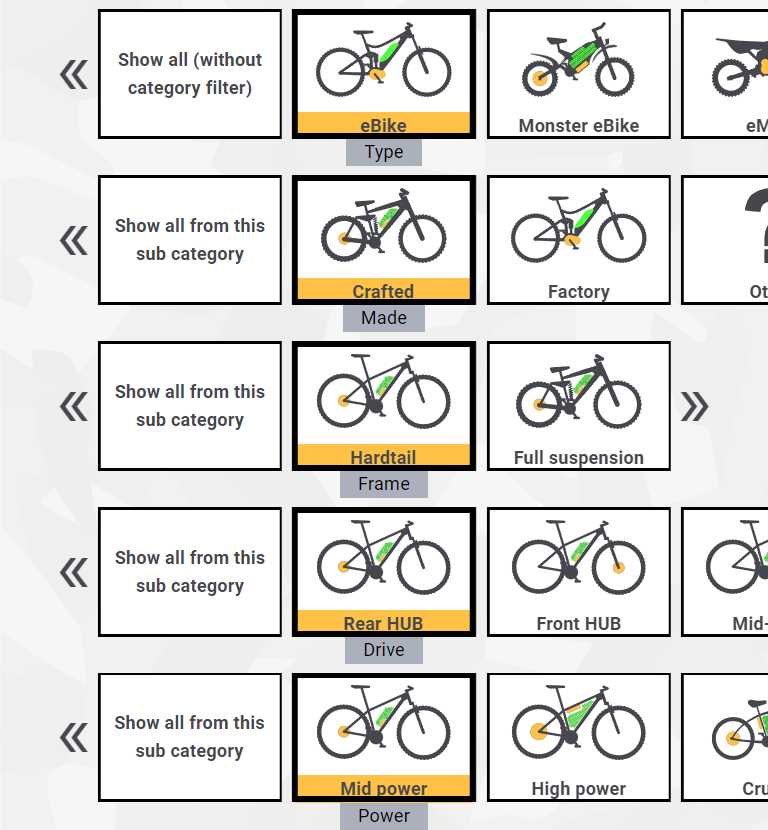 Show all (without
category filter)
eBike
Monster eBike
eM
Type
Show all from this
sub category
Crafted
Factory
Ot
Made
Show all from this
sub category
Hardtail
Full suspension
Frame
Show all from this
sub category
Rear HUB
Front HUB
Mid-
Drive
Show all from this
sub category
Mid power
High power
Cru
Power